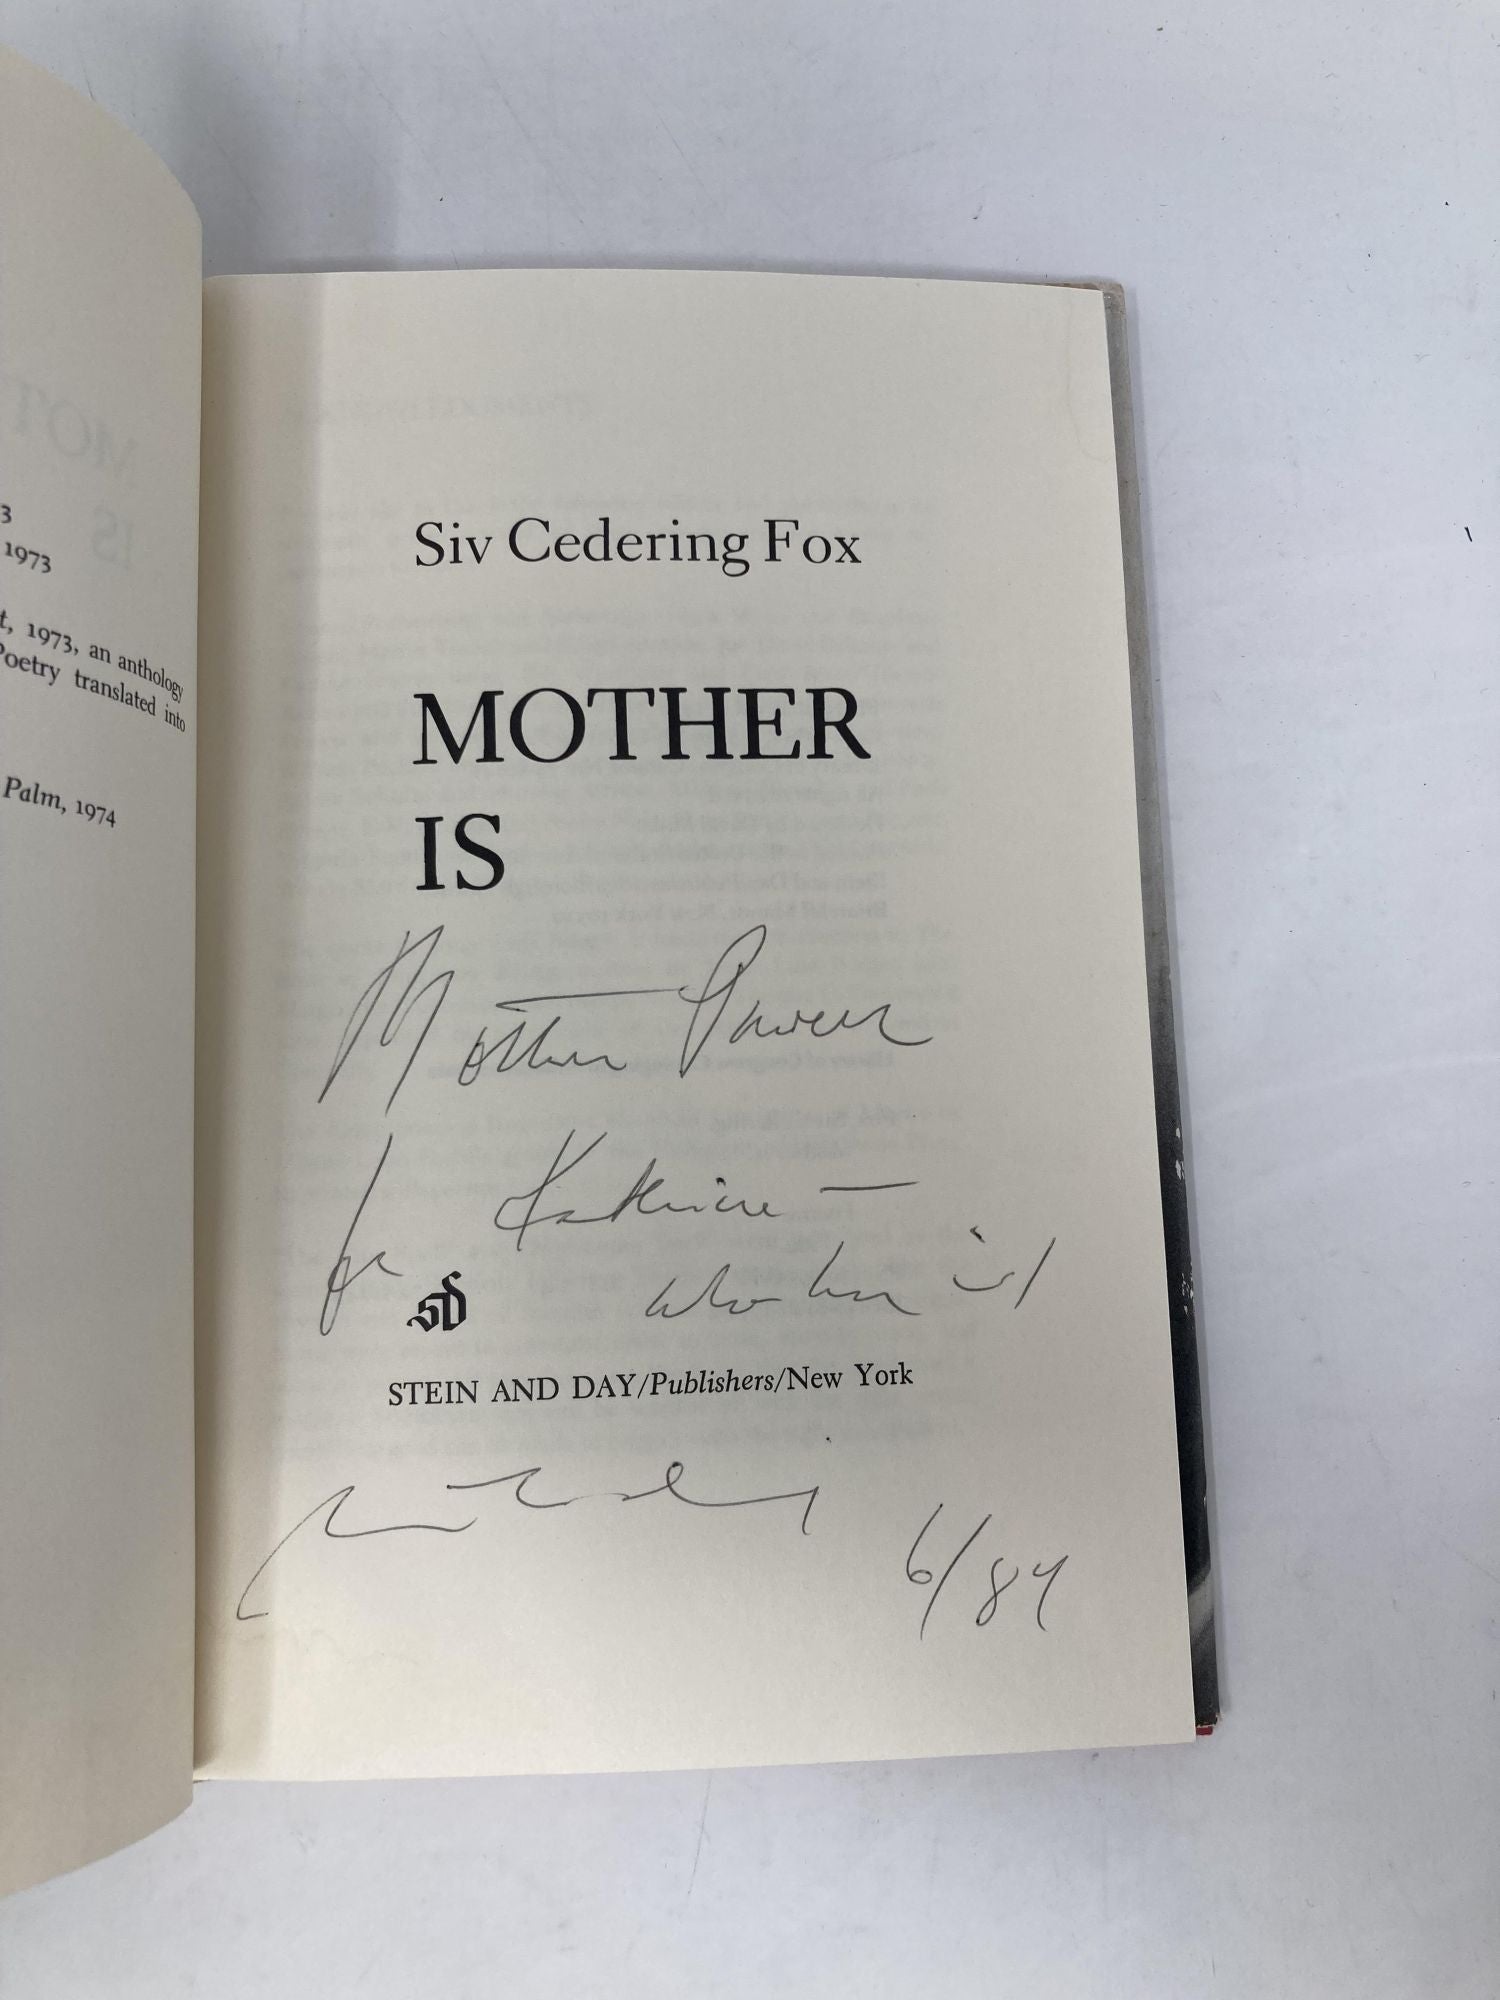 3
1973
t, 1973, an anthology
Poetry translated into
Palm, 1974
Siv Cedering Fox
MOTHER
IS
Mother Power
for Katherine—
STEIN AND DAY/Publishers/New York
6/84